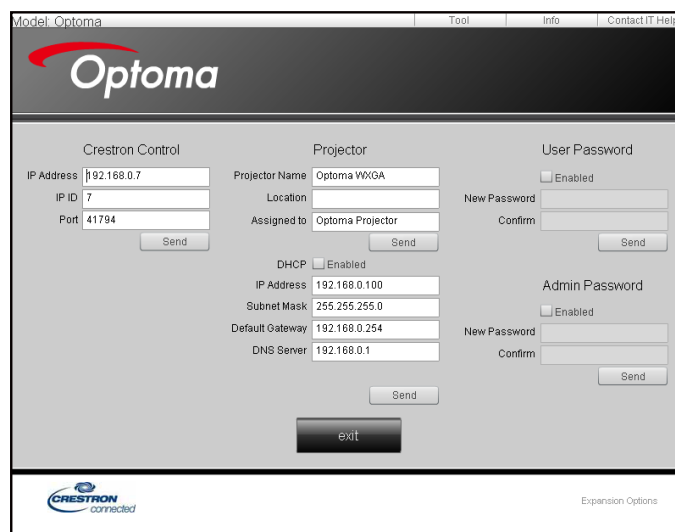 Model: Optoma
Tool Info Contact IT Help
Optoma
Crestron Control
IP Address 192.168.0.7
IP ID 7
Port 41794
Send
Projector
Projector Name Optoma WXGA
Location
Assigned to Optoma Projector
Send
DHCP Enabled
IP Address 192.168.0.100
Subnet Mask 255.255.255.0
Default Gateway 192.168.0.254
DNS Server 192.168.0.1
Send
User Password
Enabled
New Password
Confirm
Send
Admin Password
Enabled
New Password
Confirm
Send
exit
CRESTRON
connected
Expansion Options